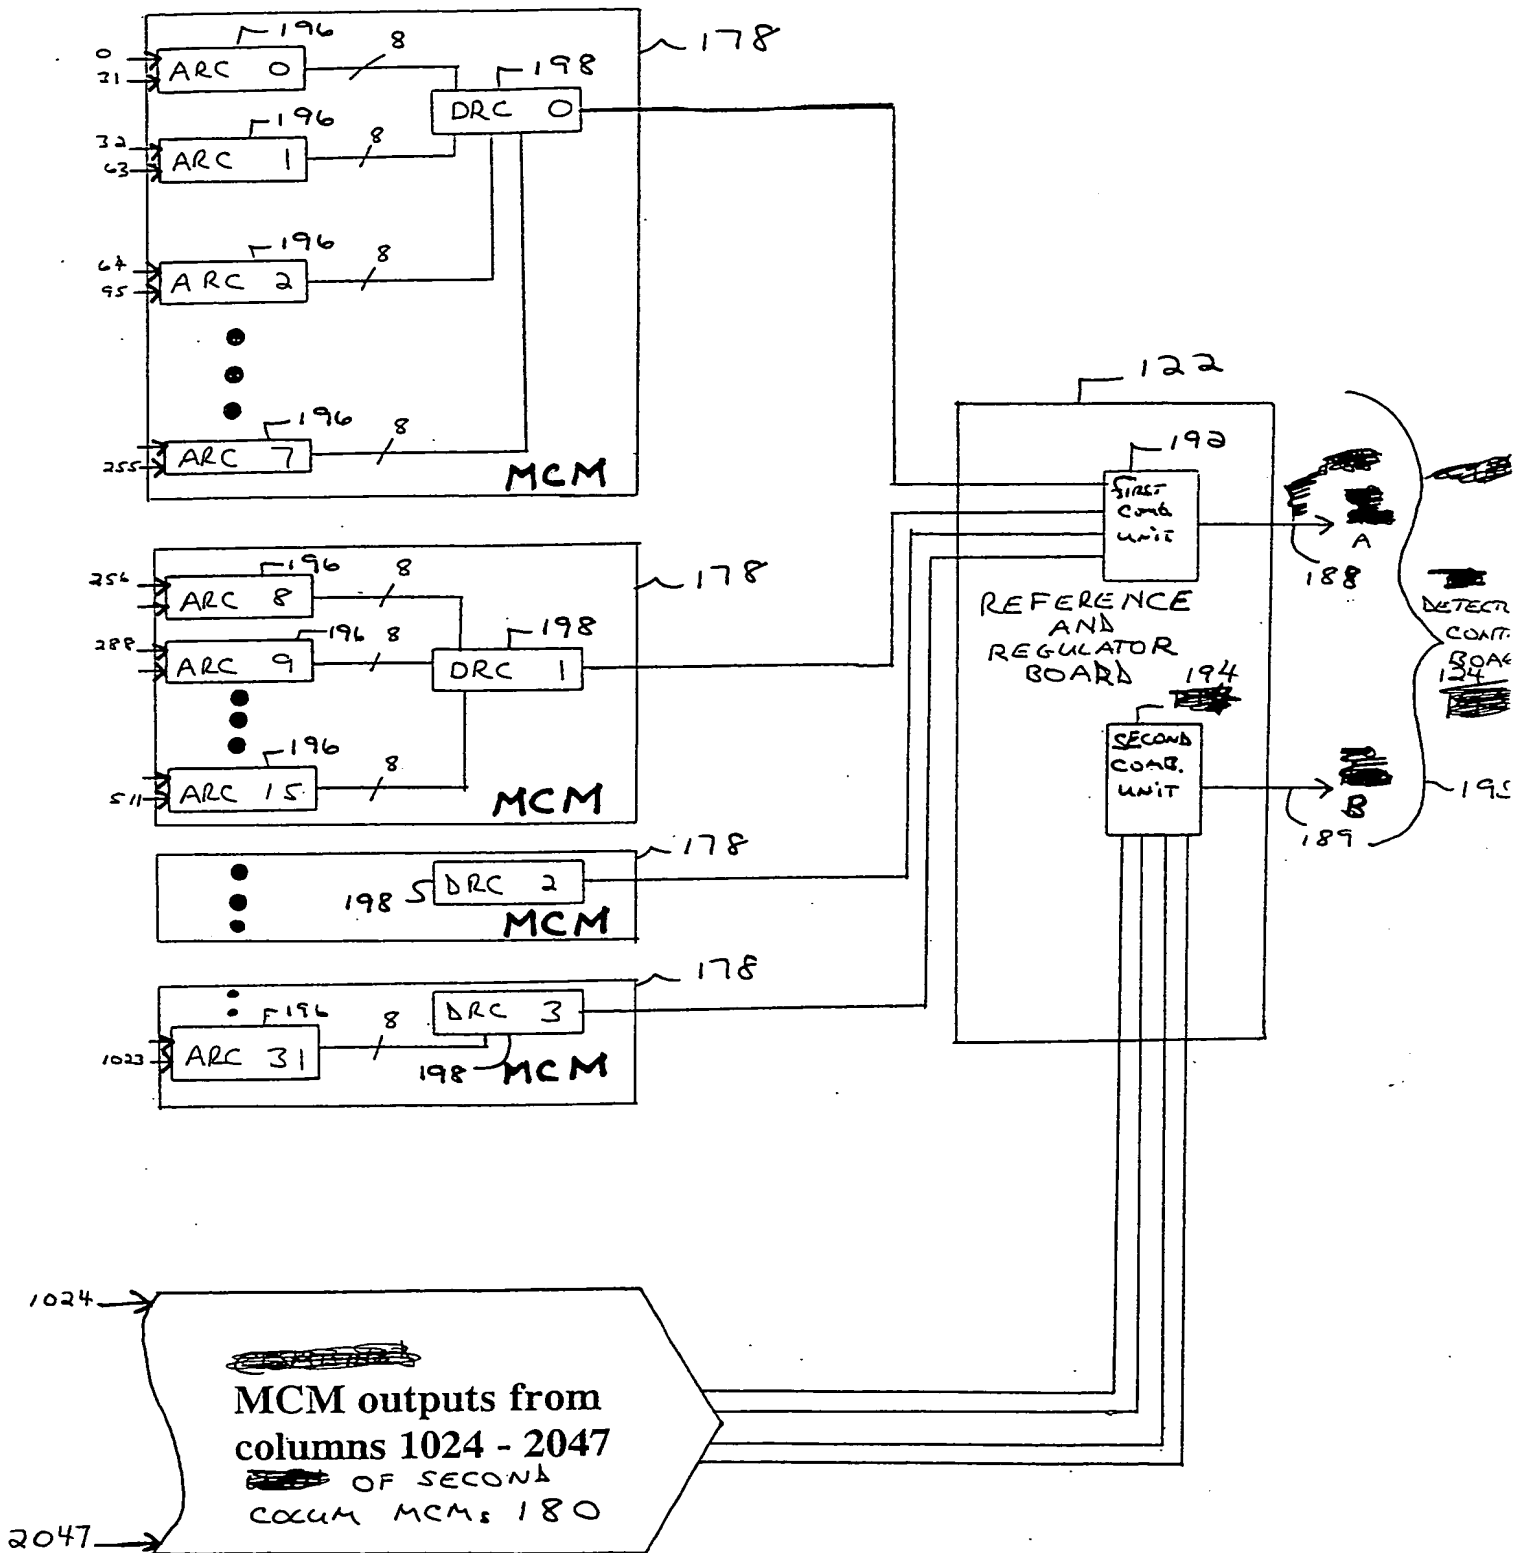 196
8
178
0
31
ARC 0
198
DRC 0
196
32
63
ARC 1
8
196
64
95
ARC 2
8
196
255
ARC 7
8
MCM
122
192
FIRST
COMB.
UNIT
188
A
REFERENCE
AND
REGULATOR
BOARD
194
SECOND
COMB.
UNIT
189
B
CONT.
124
196
8
178
256
ARC 8
196
8
198
288
ARC 9
DRC 1
196
8
511
ARC 15
MCM
178
198
DRC 2
MCM
178
196
8
DRC 3
1023
ARC 31
198
MCM
1024
MCM outputs from
columns 1024 - 2047
OF SECOND
COLUM MCMs 180
2047